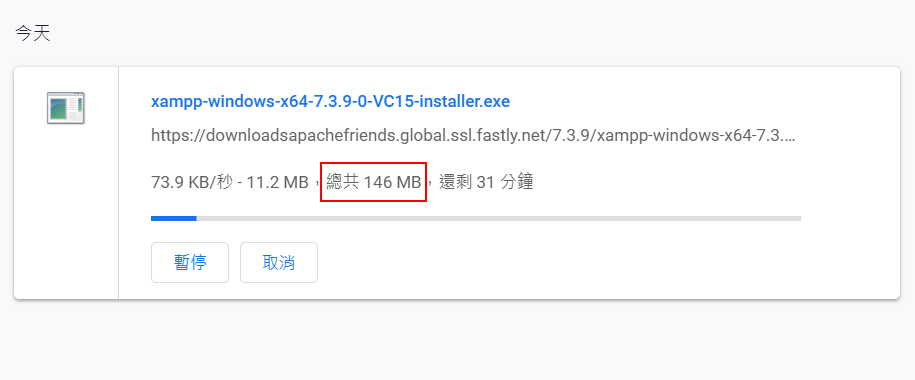 今天
xampp-windows-x64-7.3.9-0-VC15-installer.exe
https://downloadsapachefriends.global.ssl.fastly.net/7.3.9/xampp-windows-x64-7.3....
73.9 KB/秒 - 11.2 MB，總共 146 MB，還剩 31 分鐘
暫停
取消